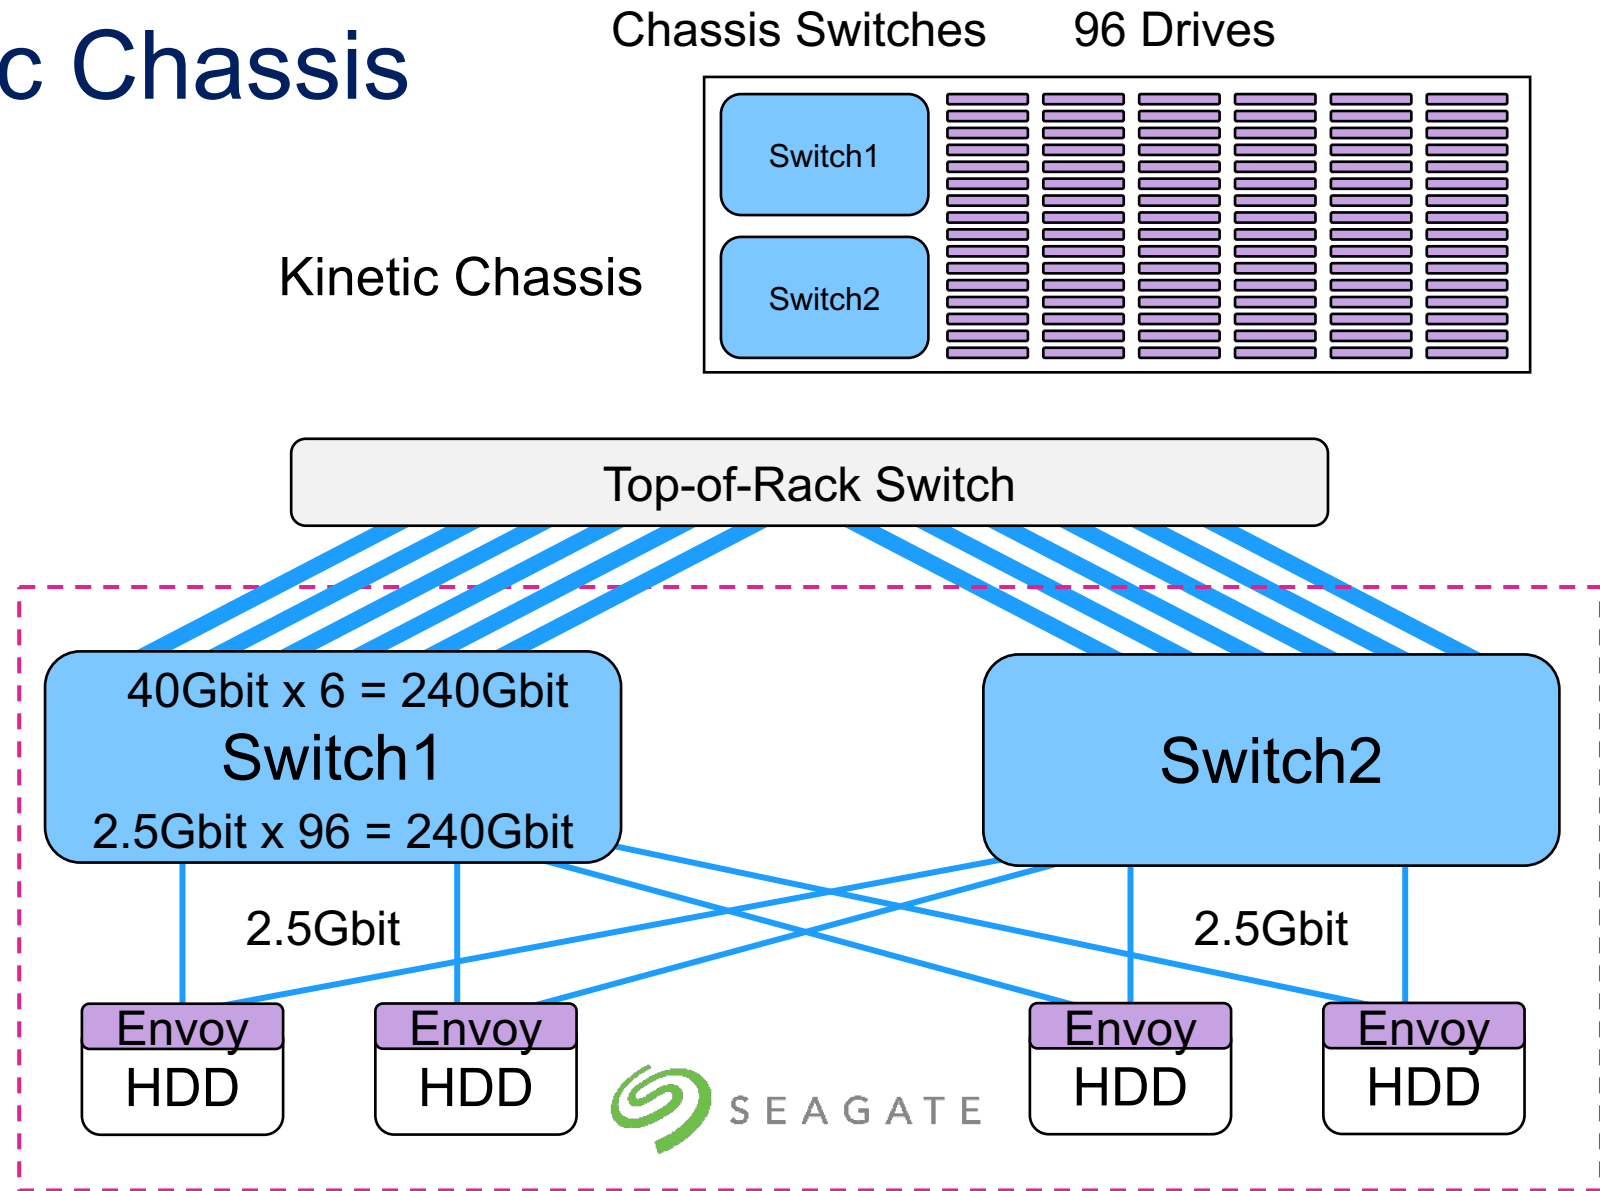 c Chassis
Chassis Switches 96 Drives
Switch1
Kinetic Chassis
Switch2
Top-of-Rack Switch
40Gbit x 6 = 240Gbit
Switch1
2.5Gbit x 96 = 240Gbit
Switch2
2.5Gbit
2.5Gbit
Envoy
HDD
Envoy
HDD
SEAGATE
Envoy
HDD
Envoy
HDD